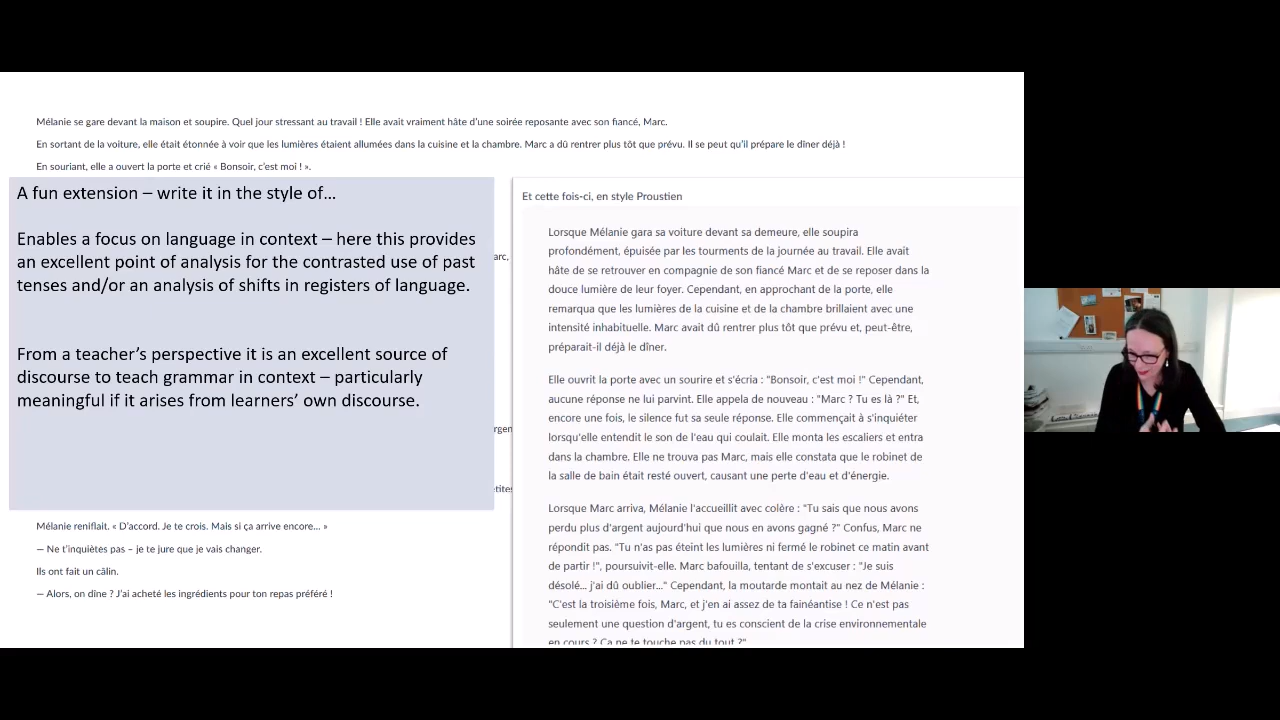 Mélanie se gare devant la maison et soupire. Quel jour stressant au travail ! Elle avait vraiment hâte d'une soirée reposante avec son fiancé, Marc.
En sortant de la voiture, elle était étonnée à voir que les lumières étaient allumées dans la cuisine et la chambre. Marc a dû rentrer plus tôt que prévu. Il se peut qu'il prépare le dîner déjà !
En souriant, elle a ouvert la porte et crié « Bonsoir, c'est moi ! ».
A fun extension – write it in the style of…
Enables a focus on language in context – here this provides
an excellent point of analysis for the contrasted use of past
tenses and/or an analysis of shifts in registers of language.
From a teacher's perspective it is an excellent source of
discourse to teach grammar in context – particularly
meaningful if it arises from learners' own discourse.
arc,
rgen
etites
Mélanie reniflait. « D'accord. Je te crois. Mais si ça arrive encore… »
— Ne t'inquiètes pas – je te jure que je vais changer.
Ils ont fait un câlin.
— Alors, on dîne ? J'ai acheté les ingrédients pour ton repas préféré !
Et cette fois-ci, en style Proustien
Lorsque Mélanie gara sa voiture devant sa demeure, elle soupira
profondément, épuisée par les tourments de la journée au travail. Elle avait
hâte de se retrouver en compagnie de son fiancé Marc et de se reposer dans la
douce lumière de leur foyer. Cependant, en approchant de la porte, elle
remarqua que les lumières de la cuisine et de la chambre brillaient avec une
intensité inhabituelle. Marc avait dû rentrer plus tôt que prévu et, peut-être,
préparait-il déjà le dîner.
Elle ouvrit la porte avec un sourire et s'écria : "Bonsoir, c'est moi !" Cependant,
aucune réponse ne lui parvint. Elle appela de nouveau : "Marc ? Tu es là ?" Et,
encore une fois, le silence fut sa seule réponse. Elle commençait à s'inquiéter
lorsqu'elle entendit le son de l'eau qui coulait. Elle monta les escaliers et entra
dans la chambre. Elle ne trouva pas Marc, mais elle constata que le robinet de
la salle de bain était resté ouvert, causant une perte d'eau et d'énergie.
Lorsque Marc arriva, Mélanie l'accueillit avec colère : "Tu sais que nous avons
perdu plus d'argent aujourd'hui que nous en avons gagné ?" Confus, Marc ne
répondit pas. "Tu n'as pas éteint les lumières ni fermé le robinet ce matin avant
de partir !", poursuivit-elle. Marc bafouilla, tentant de s'excuser : "Je suis
désolé... j'ai dû oublier..." Cependant, la moutarde montait au nez de Mélanie :
"C'est la troisième fois, Marc, et j'en ai assez de ta fainéantise ! Ce n'est pas
seulement une question d'argent, tu es conscient de la crise environnementale
en cours ? Ça ne te touche pas du tout ?"